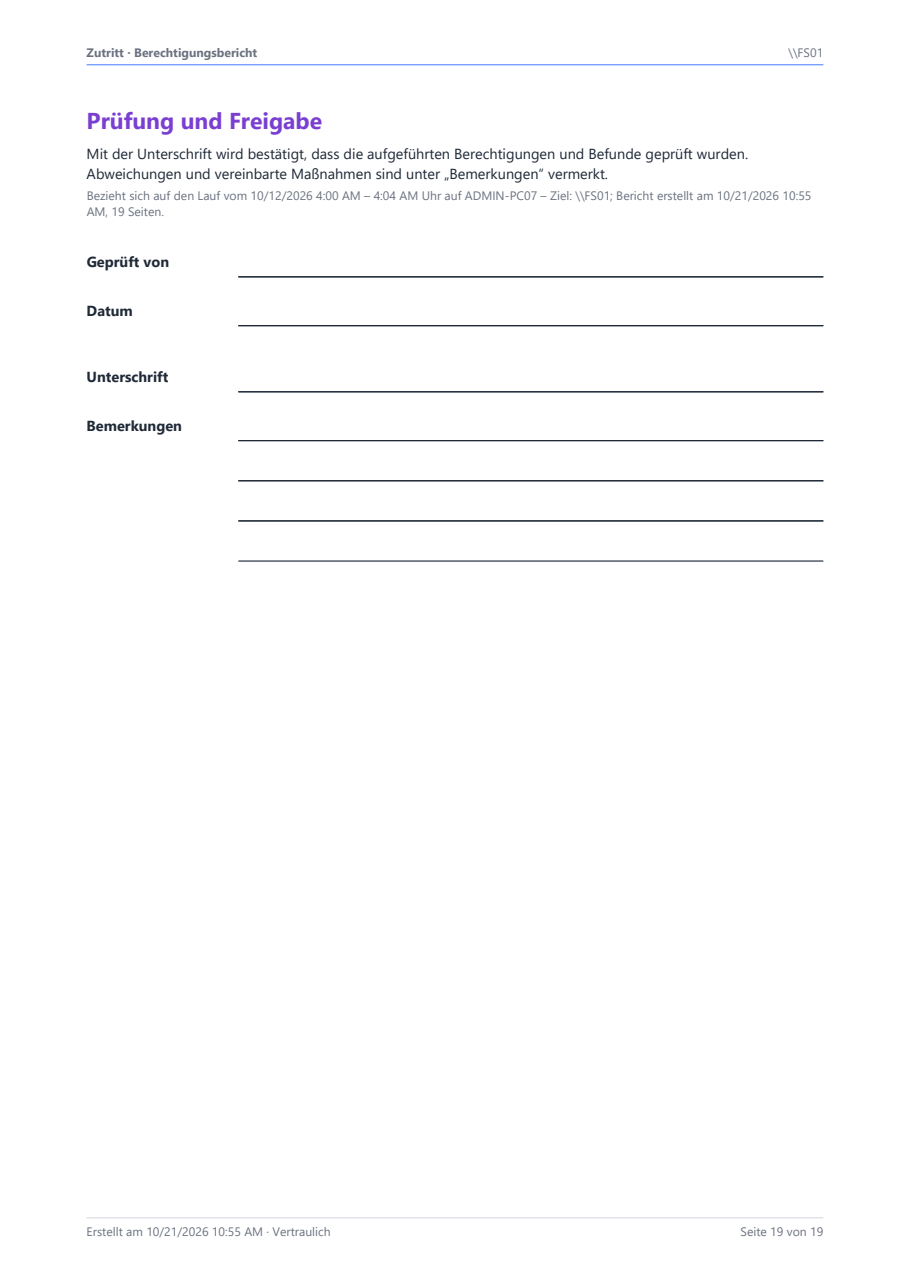 Zutritt · Berechtigungsbericht
\\FS01
Prüfung und Freigabe
Mit der Unterschrift wird bestätigt, dass die aufgeführten Berechtigungen und Befunde geprüft wurden.
Abweichungen und vereinbarte Maßnahmen sind unter „Bemerkungen“ vermerkt.
Bezieht sich auf den Lauf vom 10/12/2026 4:00 AM – 4:04 AM Uhr auf ADMIN-PC07 – Ziel: \\FS01; Bericht erstellt am 10/21/2026 10:55
AM, 19 Seiten.
Geprüft von
Datum
Unterschrift
Bemerkungen
Erstellt am 10/21/2026 10:55 AM · Vertraulich
Seite 19 von 19